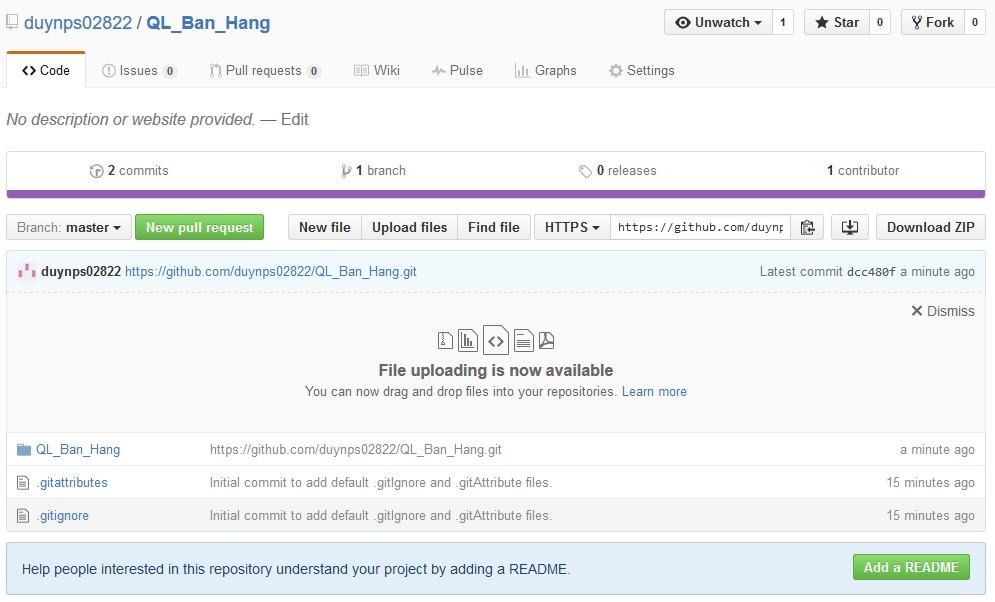 duynps02822 / QL_Ban_Hang
Unwatch 1 Star 0 Fork 0
Code Issues 0 Pull requests 0 Wiki Pulse Graphs Settings
No description or website provided. — Edit
2 commits 1 branch 0 releases 1 contributor
Branch: master New pull request New file Upload files Find file HTTPS https://github.com/duynp Download ZIP
duynps02822 https://github.com/duynps02822/QL_Ban_Hang.git Latest commit dcc480f a minute ago
Dismiss
File uploading is now available
You can now drag and drop files into your repositories. Learn more
QL_Ban_Hang https://github.com/duynps02822/QL_Ban_Hang.git a minute ago
.gitattributes Initial commit to add default .gitIgnore and .gitAttribute files. 15 minutes ago
.gitignore Initial commit to add default .gitIgnore and .gitAttribute files. 15 minutes ago
Help people interested in this repository understand your project by adding a README. Add a README